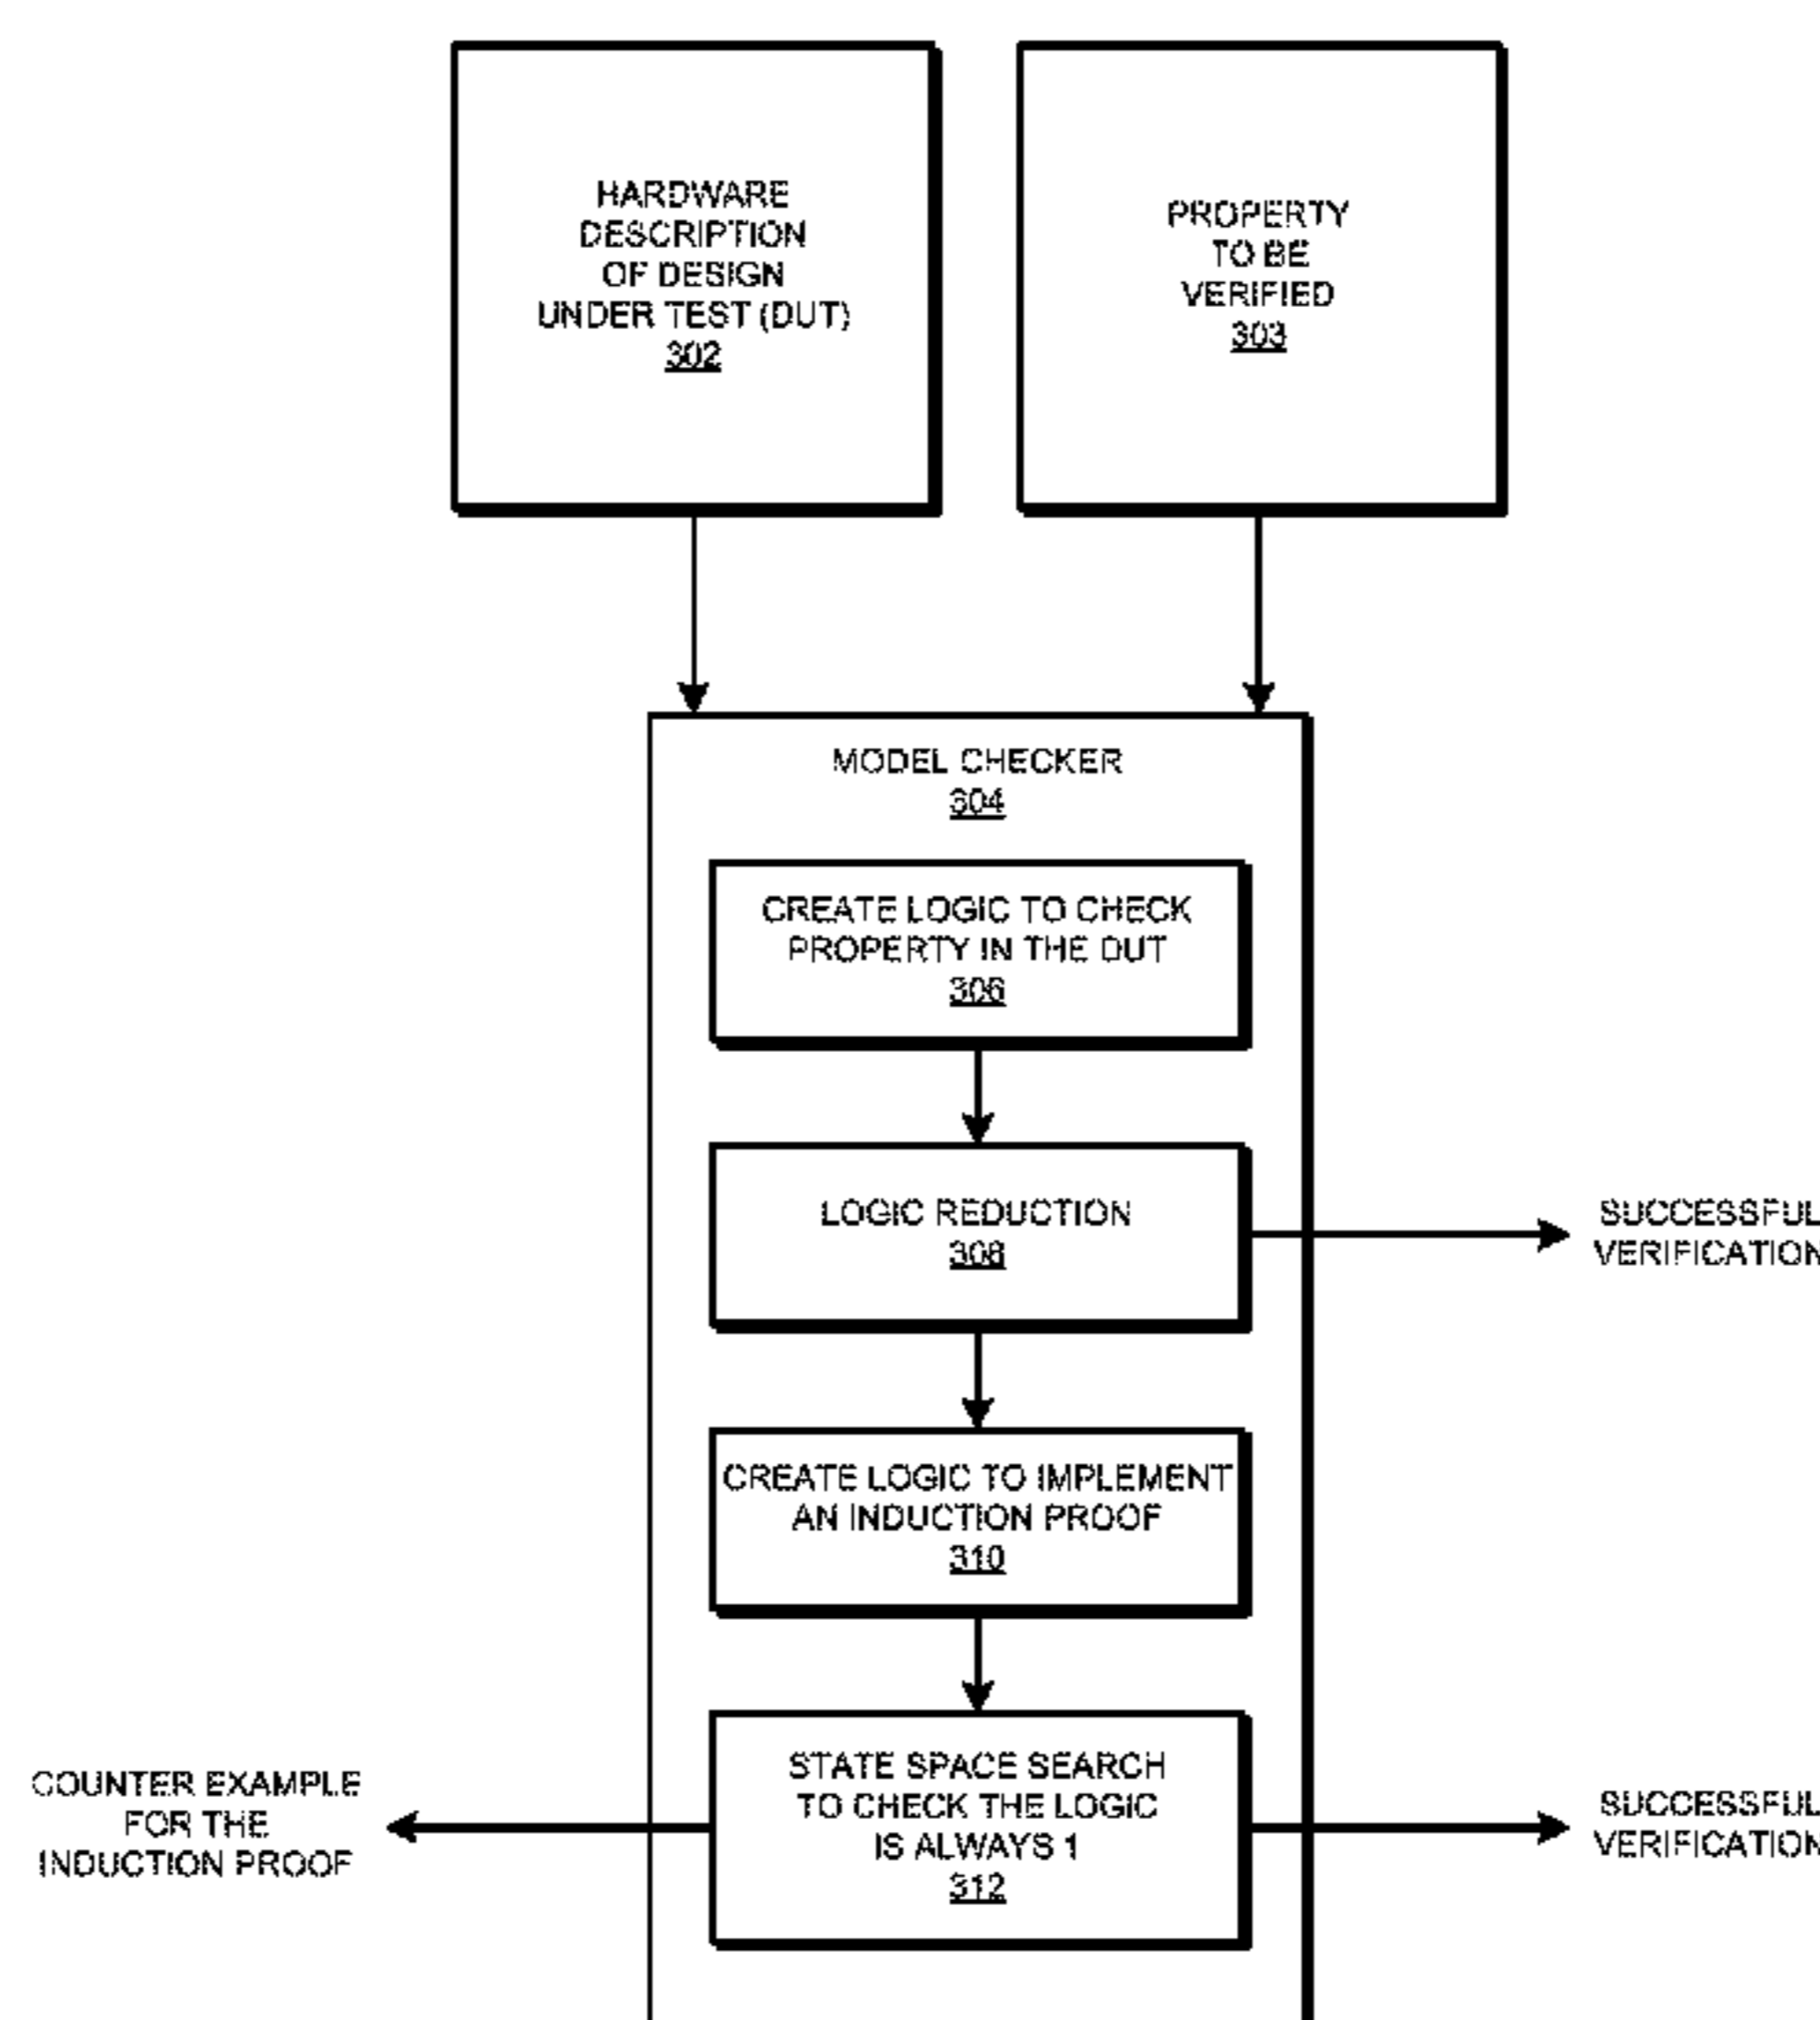 HARDWARE
DESCRIPTION
OF DESIGN
UNDER TEST (DUT)
302
PROPERTY
TO BE
VERIFIED
303
MODEL CHECKER
304
CREATE LOGIC TO CHECK
PROPERTY IN THE DUT
306
LOGIC REDUCTION
308
SUCCESSFUL
VERIFICATION
CREATE LOGIC TO IMPLEMENT
AN INDUCTION PROOF
310
STATE SPACE SEARCH
TO CHECK THE LOGIC
IS ALWAYS 1
312
COUNTER EXAMPLE
FOR THE
INDUCTION PROOF
SUCCESSFUL
VERIFICATION